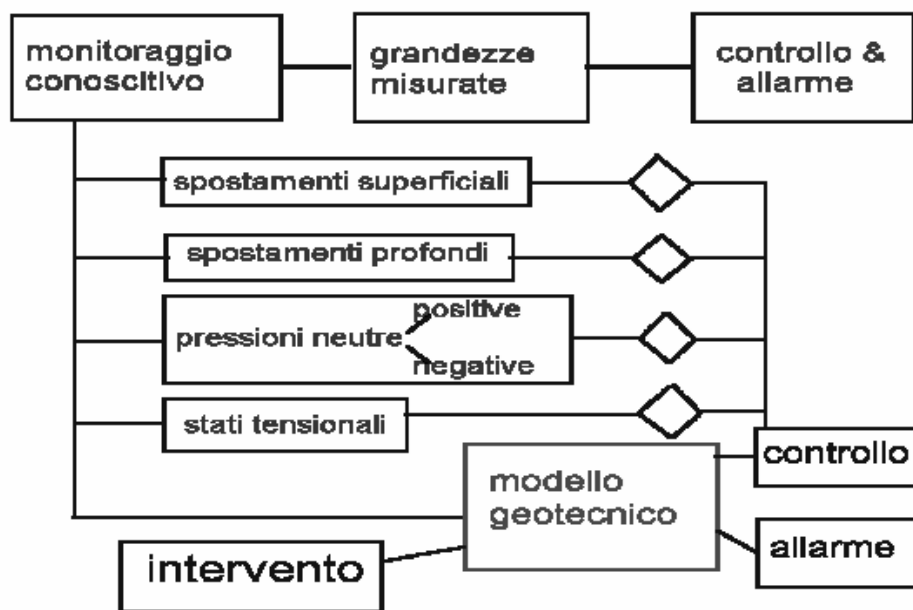 monitoraggio
conoscitivo
grandezze
misurate
controllo &
allarme
spostamenti superficiali
spostamenti profondi
positive
pressioni neutre
negative
stati tensionali
controllo
modello
geotecnico
allarme
intervento